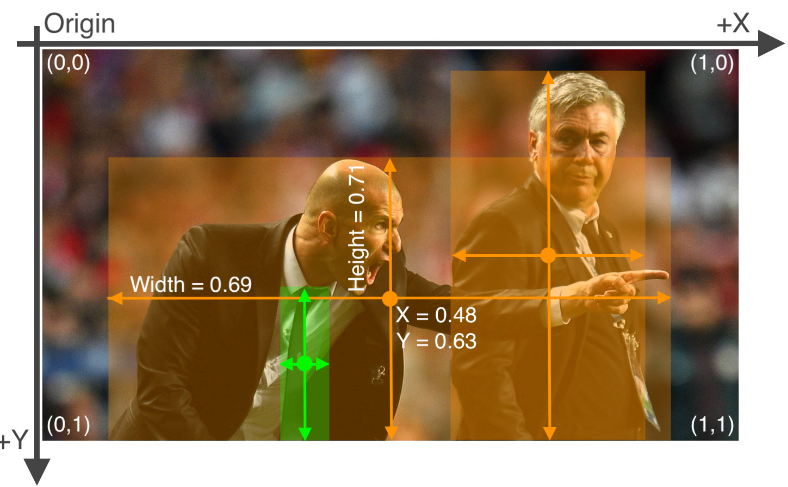 Origin
+X
(0,0)
(1,0)
Height = 0.71
Width = 0.69
X = 0.48
Y = 0.63
(0,1)
(1,1)
+Y